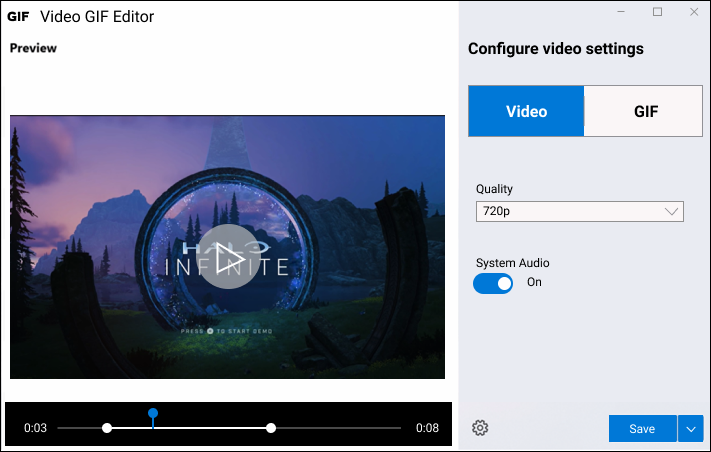 GIF Video GIF Editor
Preview
HALO
INFINITE
PRESS TO START DEMO
0:03
0:08
Configure video settings
Video
GIF
Quality
720p
System Audio
On
Save